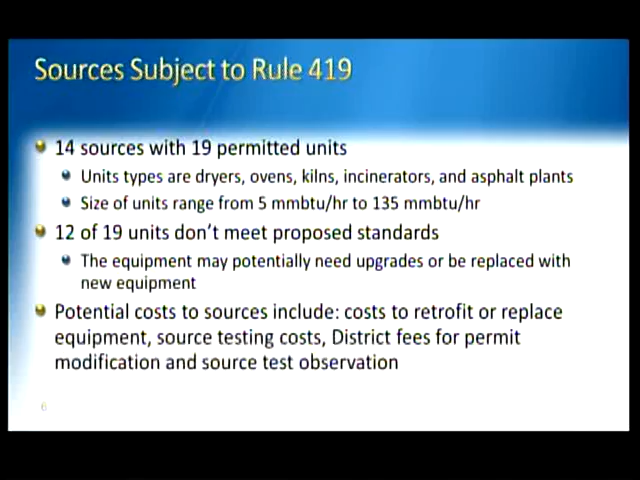 Sources Subject to Rule 419
14 sources with 19 permitted units
Units types are dryers, ovens, kilns, incinerators, and asphalt plants
Size of units range from 5 mmbtu/hr to 135 mmbtu/hr
12 of 19 units don't meet proposed standards
The equipment may potentially need upgrades or be replaced with
new equipment
Potential costs to sources include: costs to retrofit or replace
equipment, source testing costs, District fees for permit
modification and source test observation
6